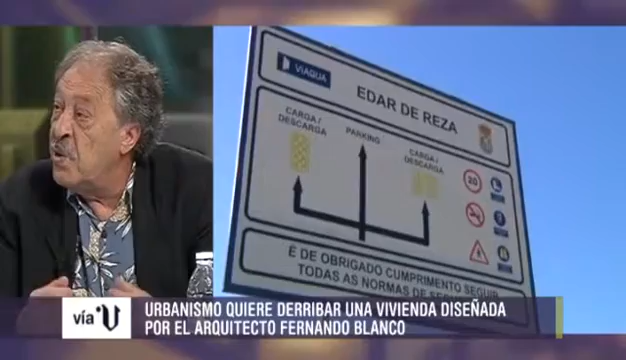 VIAQUA
EDAR DE REZA
CARGA /
DESCARGA
PARKING
CARGA /
DESCARGA
20
É DE OBRIGADO CUMPRIMENTO SEGUIR
TODAS AS NORMAS DE
vía V
URBANISMO QUIERE DERRIBAR UNA VIVIENDA DISEÑADA
POR EL ARQUITECTO FERNANDO BLANCO